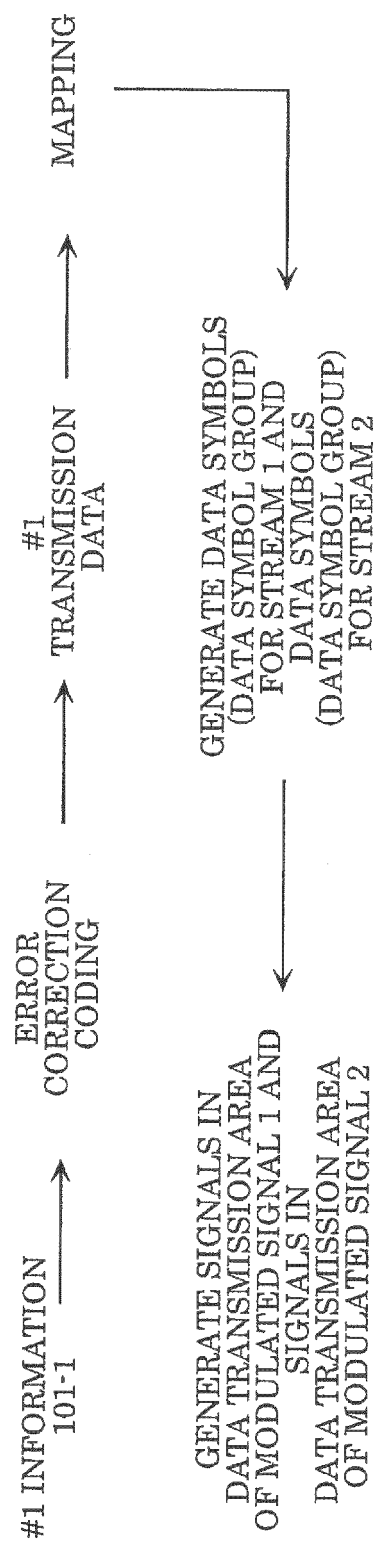 #1 INFORMATION
101-1
ERROR
CORRECTION
CODING
#1
TRANSMISSION
DATA
MAPPING
GENERATE DATA SYMBOLS
(DATA SYMBOL GROUP)
FOR STREAM 1 AND
DATA SYMBOLS
(DATA SYMBOL GROUP)
FOR STREAM 2
GENERATE SIGNALS IN
DATA TRANSMISSION AREA
OF MODULATED SIGNAL 1 AND
SIGNALS IN
DATA TRANSMISSION AREA
OF MODULATED SIGNAL 2